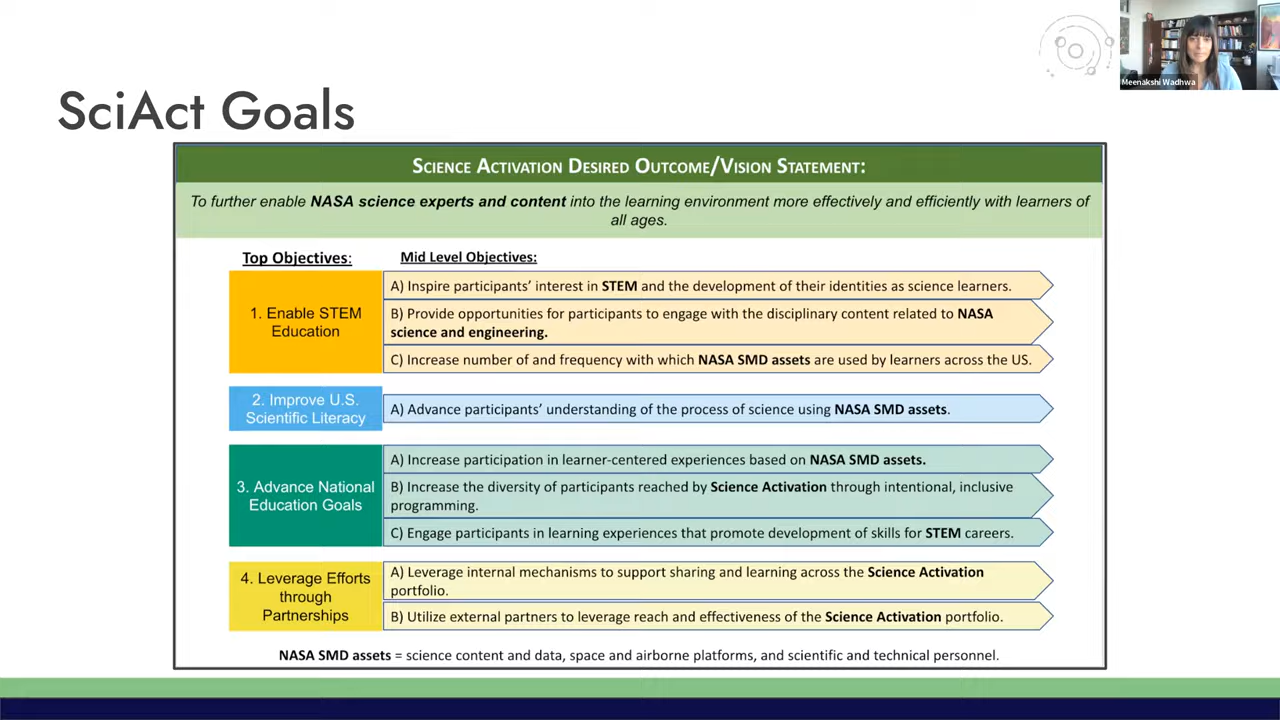 Meenakshi Wadhwa
SciAct Goals
SCIENCE ACTIVATION DESIRED OUTCOME/VISION STATEMENT:
To further enable NASA science experts and content into the learning environment more effectively and efficiently with learners of
all ages.
Top Objectives:
Mid Level Objectives:
1. Enable STEM
Education
A) Inspire participants’ interest in STEM and the development of their identities as science learners.
B) Provide opportunities for participants to engage with the disciplinary content related to NASA
science and engineering.
C) Increase number of and frequency with which NASA SMD assets are used by learners across the US.
2. Improve U.S.
Scientific Literacy
A) Advance participants’ understanding of the process of science using NASA SMD assets.
3. Advance National
Education Goals
A) Increase participation in learner-centered experiences based on NASA SMD assets.
B) Increase the diversity of participants reached by Science Activation through intentional, inclusive
programming.
C) Engage participants in learning experiences that promote development of skills for STEM careers.
4. Leverage Efforts
through
Partnerships
A) Leverage internal mechanisms to support sharing and learning across the Science Activation
portfolio.
B) Utilize external partners to leverage reach and effectiveness of the Science Activation portfolio.
NASA SMD assets = science content and data, space and airborne platforms, and scientific and technical personnel.